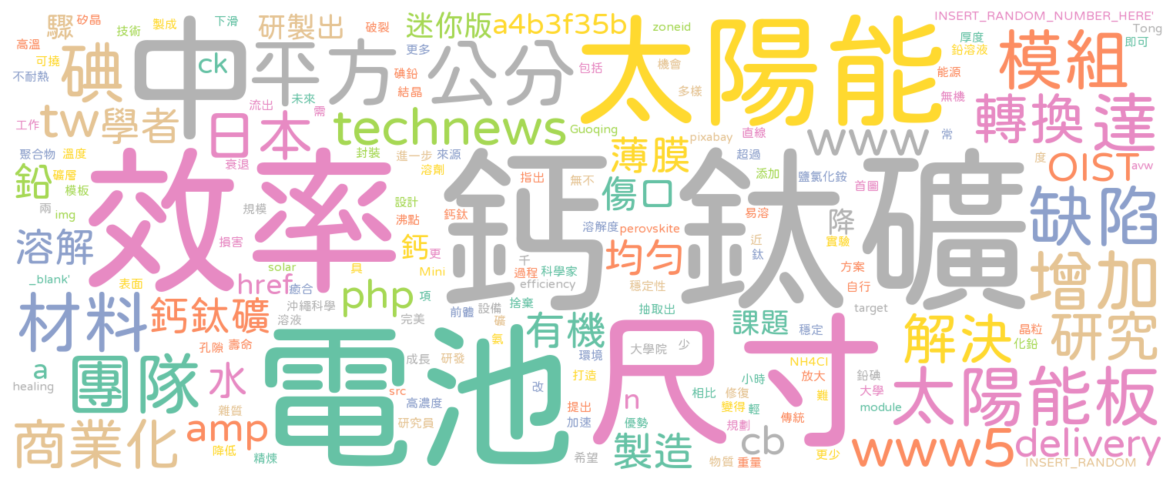 驟 矽晶 技術 製成 下滑 研製出 破裂 迷你版 a4b3f35b zoneid INSERT_RANDOM_NUMBER_HERE'
高溫 可撓 碘 中 ck 平方 公分 更多 包括 太陽能 機會 厚度 鉛溶液 Tong 即可
不耐熱 碘鉛 結晶 多樣 能源 模組
tw 學者 流出 未來 需 technews Guoqing pixabay 直線 www 無機 轉換 達
工作 日本 封裝 來源 薄膜 超過 常
聚合物 溫度 衰退 進一步 溶劑 添加 鹽氯化銨 OIST 度 avw
鉛 礦層 模板 效率 設計 指出 無不 傷口 首圖 缺陷
兩 img 規模 沸點 鈣鈦 鈣鈦礦 溶解度 易溶 降
溶解 損害 鈣 更 perovskite 近 實驗
_blank' 表面 solar 員 過程 千 科學家 均勻 鈦 方案 增加
href 癒合 Mini efficiency 穩定性 自行
材料 鈣鈦礦 沖繩科學 php 項 前體 設備 捨棄 抽取出 target
溶液 完美 礦 有機 課題 穩定 解決 晶粒 研究
團隊 孔隙 壽命 電池 氨 尺寸 大學院 少 化鉛
a 水 成長 研發 環境 NH4Cl 小時 放大 鉛碘
healing src 改 打造 n 相比 修復 輕 大學 太陽能板
雜質 高濃度 提出 優勢 變得 難 傳統 module
商業化 amp 研究員 加速 規劃
降低 精煉 希望 製造 cb 物質 重量 更少 www5 delivery INSERT_RANDOM